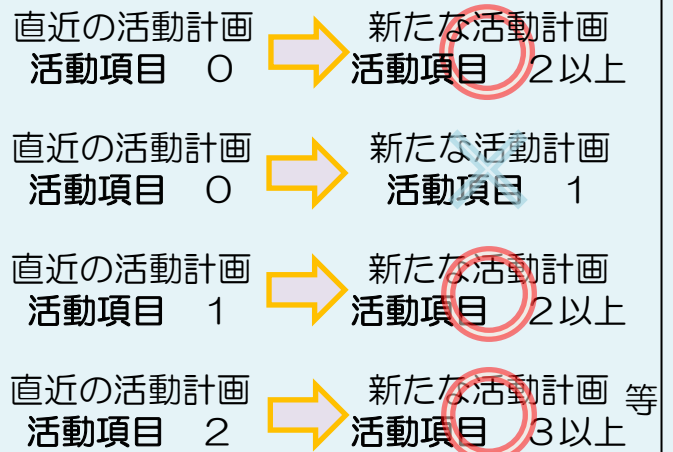 直近の活動計画 新たな活動計画
活動項目 0 活動項目 2以上
直近の活動計画 新たな活動計画
活動項目 0 活動項目 1
直近の活動計画 新たな活動計画
活動項目 1 活動項目 2以上
直近の活動計画 新たな活動計画 等
活動項目 2 活動項目 3以上